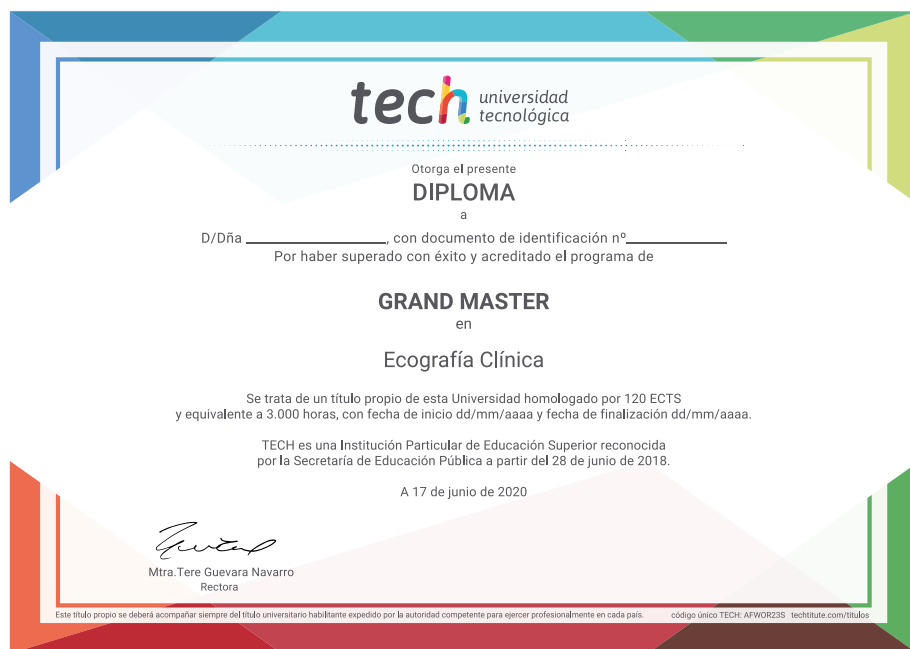 tech universidad
tecnológica
Otorga el presente
DIPLOMA
a
D/Dña ____________________, con documento de identificación nº______________
Por haber superado con éxito y acreditado el programa de
GRAND MASTER
en
Ecografía Clínica
Se trata de un título propio de esta Universidad homologado por 120 ECTS
y equivalente a 3.000 horas, con fecha de inicio dd/mm/aaaa y fecha de finalización dd/mm/aaaa.
TECH es una Institución Particular de Educación Superior reconocida
por la Secretaría de Educación Pública a partir del 28 de junio de 2018.
A 17 de junio de 2020
Mtra.Tere Guevara Navarro
Rectora
Este título propio se deberá acompañar siempre del título universitario habilitante expedido por la autoridad competente para ejercer profesionalmente en cada país. código único TECH: AFWOR23S techtitute.com/titulos